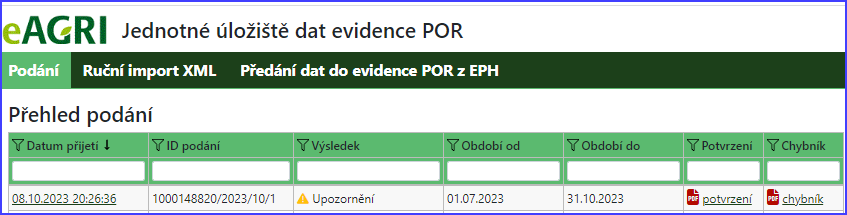 eAGRI Jednotné úložiště dat evidence POR
Podání Ruční import XML Předání dat do evidence POR z EPH
Přehled podání
Datum přijetí ↓ ID podání Výsledek Období od Období do Potvrzení Chybník
08.10.2023 20:26:36 1000148820/2023/10/1 Upozornění 01.07.2023 31.10.2023 PDF potvrzení PDF chybník